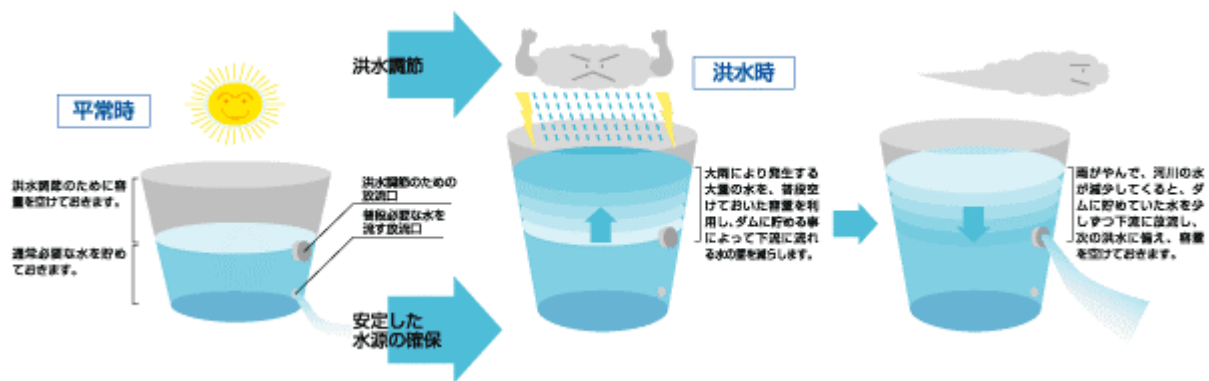 平常時
洪水調節のために容
量を空けておきます。
通常必要な水を貯め
ておきます。
洪水調節のための
放流口
普段必要な水を
流す放流口
洪水調節
安定した
水源の確保
洪水時
大雨により発生する
大量の水を、普段空
けておいた容量を利
用し、ダムに貯める事
によって下流に流れ
る水の量を減らします。
雨がやんで、河川の水
が減少してくると、ダ
ムに貯めていた水を少
しずつ下流に放流し、
次の洪水に備え、容量
を空けておきます。